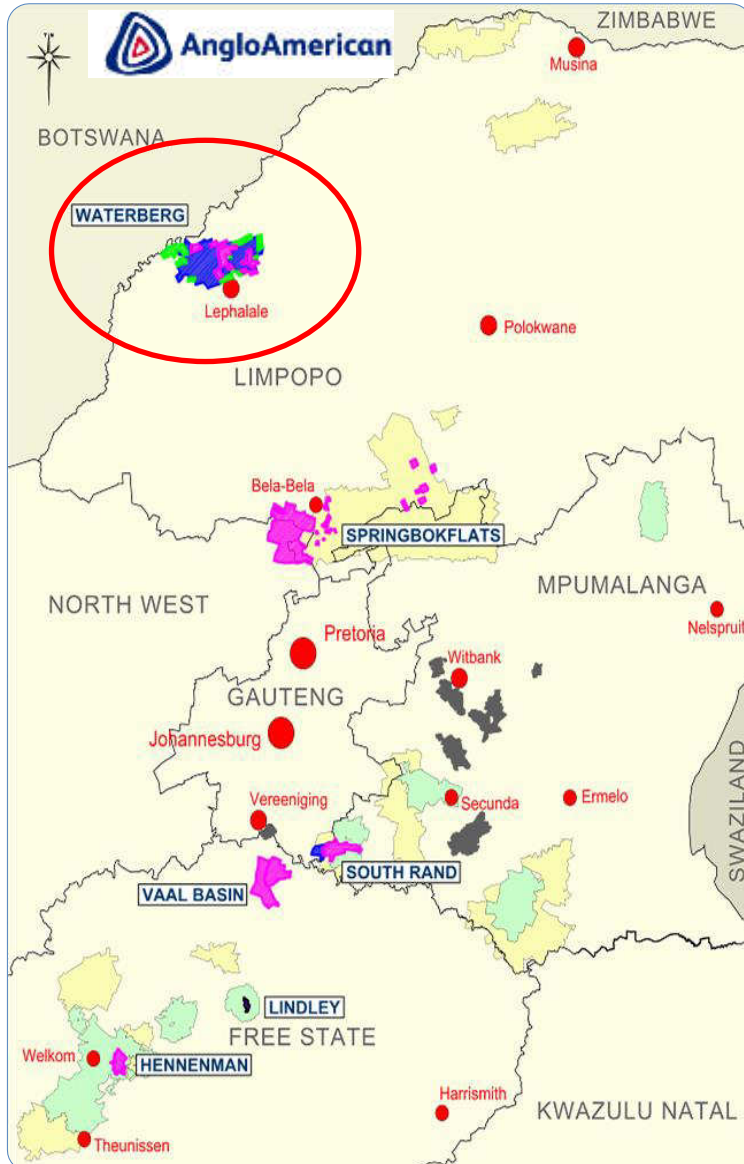 ZIMBABWE
AngloAmerican
Musina
BOTSWANA
WATERBERG
Lephalale
Polokwane
LIMPOPO
Bela-Bela
SPRINGBOKFLATS
MPUMALANGA
NORTH WEST
Nelspruit
Pretoria
Witbank
GAUTENG
Johannesburg
SWAZILAND
Secunda
Ermelo
Vereeniging
SOUTH RAND
VAAL BASIN
LINDLEY
FREE STATE
Welkom
HENNENMAN
Harrismith
KWAZULU NATAL
Theunissen